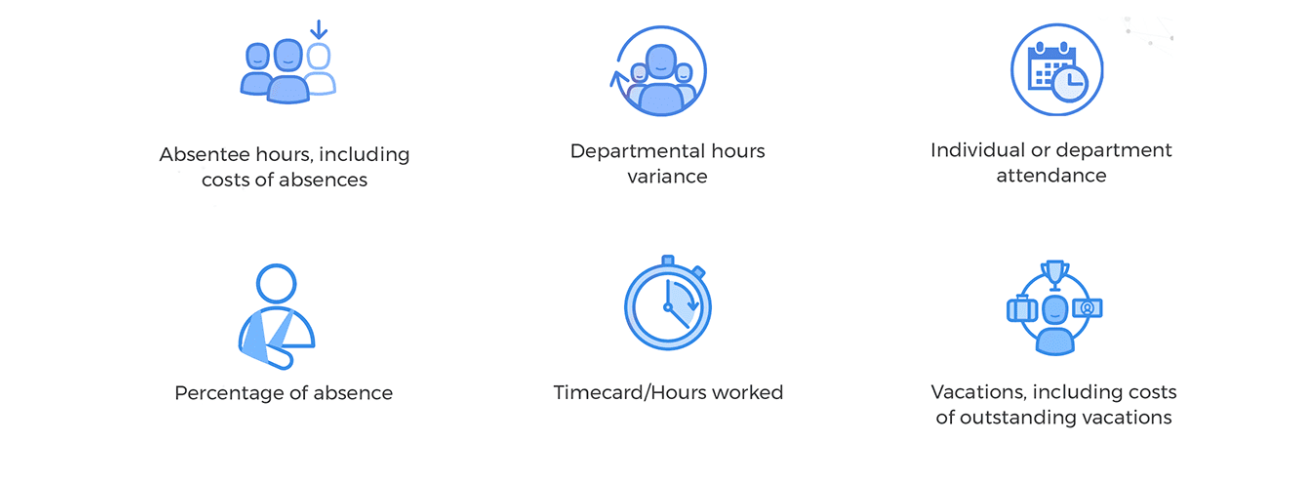 Absentee hours, including
costs of absences
Departmental hours
variance
Individual or department
attendance
Percentage of absence
Timecard/Hours worked
Vacations, including costs
of outstanding vacations